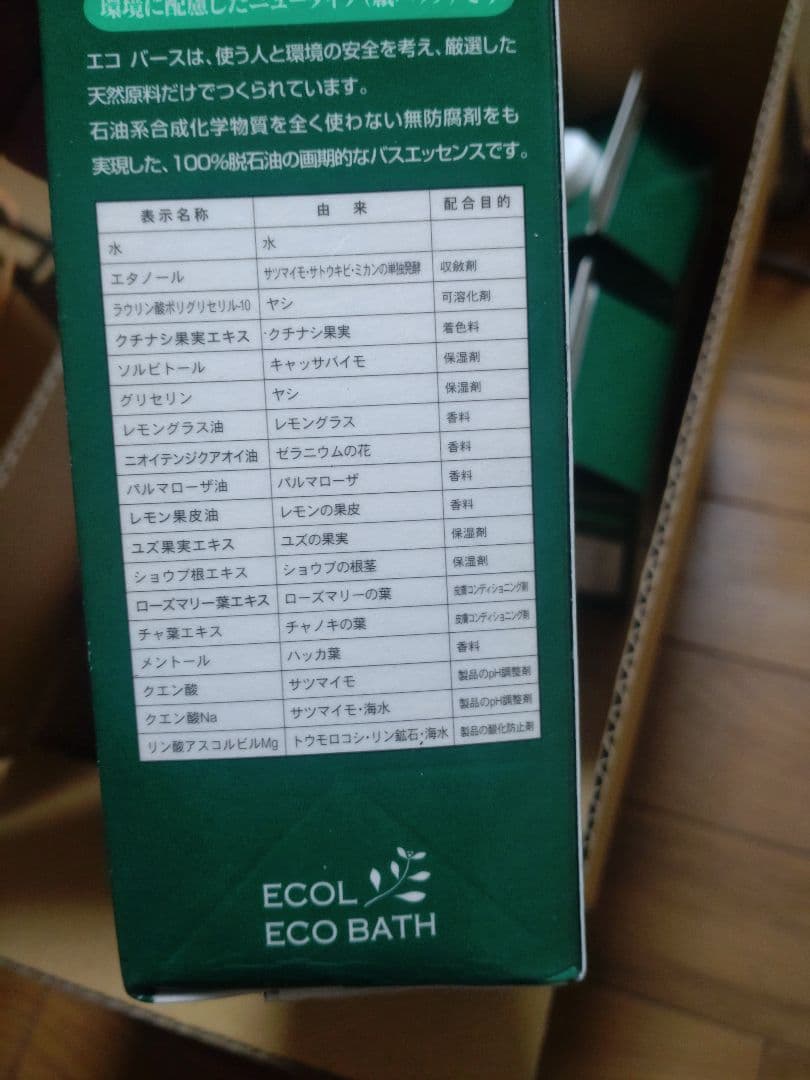 環境に配慮したニュータイプ(紙パック)です
エコ バースは、使う人と環境の安全を考え、厳選した
天然原料だけでつくられています。
石油系合成化学物質を全く使わない無防腐剤をも
実現した、100%脱石油の画期的なバスエッセンスです。
表示名称 由 来 配合目的
水 水
エタノール サツマイモ・サトウキビ・ミカンの単独発酵 収斂剤
ラウリン酸ポリグリセリル-10 ヤシ 可溶化剤
クチナシ果実エキス クチナシ果実 着色料
ソルビトール キャッサバイモ 保湿剤
グリセリン ヤシ 保湿剤
レモングラス油 レモングラス 香料
ニオイテンジクアオイ油 ゼラニウムの花 香料
パルマローザ油 パルマローザ 香料
レモン果皮油 レモンの果皮 香料
ユズ果実エキス ユズの果実 保湿剤
ショウブ根エキス ショウブの根茎 保湿剤
ローズマリー葉エキス ローズマリーの葉 皮膚コンディショニング剤
チャ葉エキス チャノキの葉 皮膚コンディショニング剤
メントール ハッカ葉 香料
クエン酸 サツマイモ 製品のpH調整剤
クエン酸Na サツマイモ・海水 製品のpH調整剤
リン酸アスコルビルMg トウモロコシ・リン鉱石・海水 製品の酸化防止剤
ECOL
ECO BATH